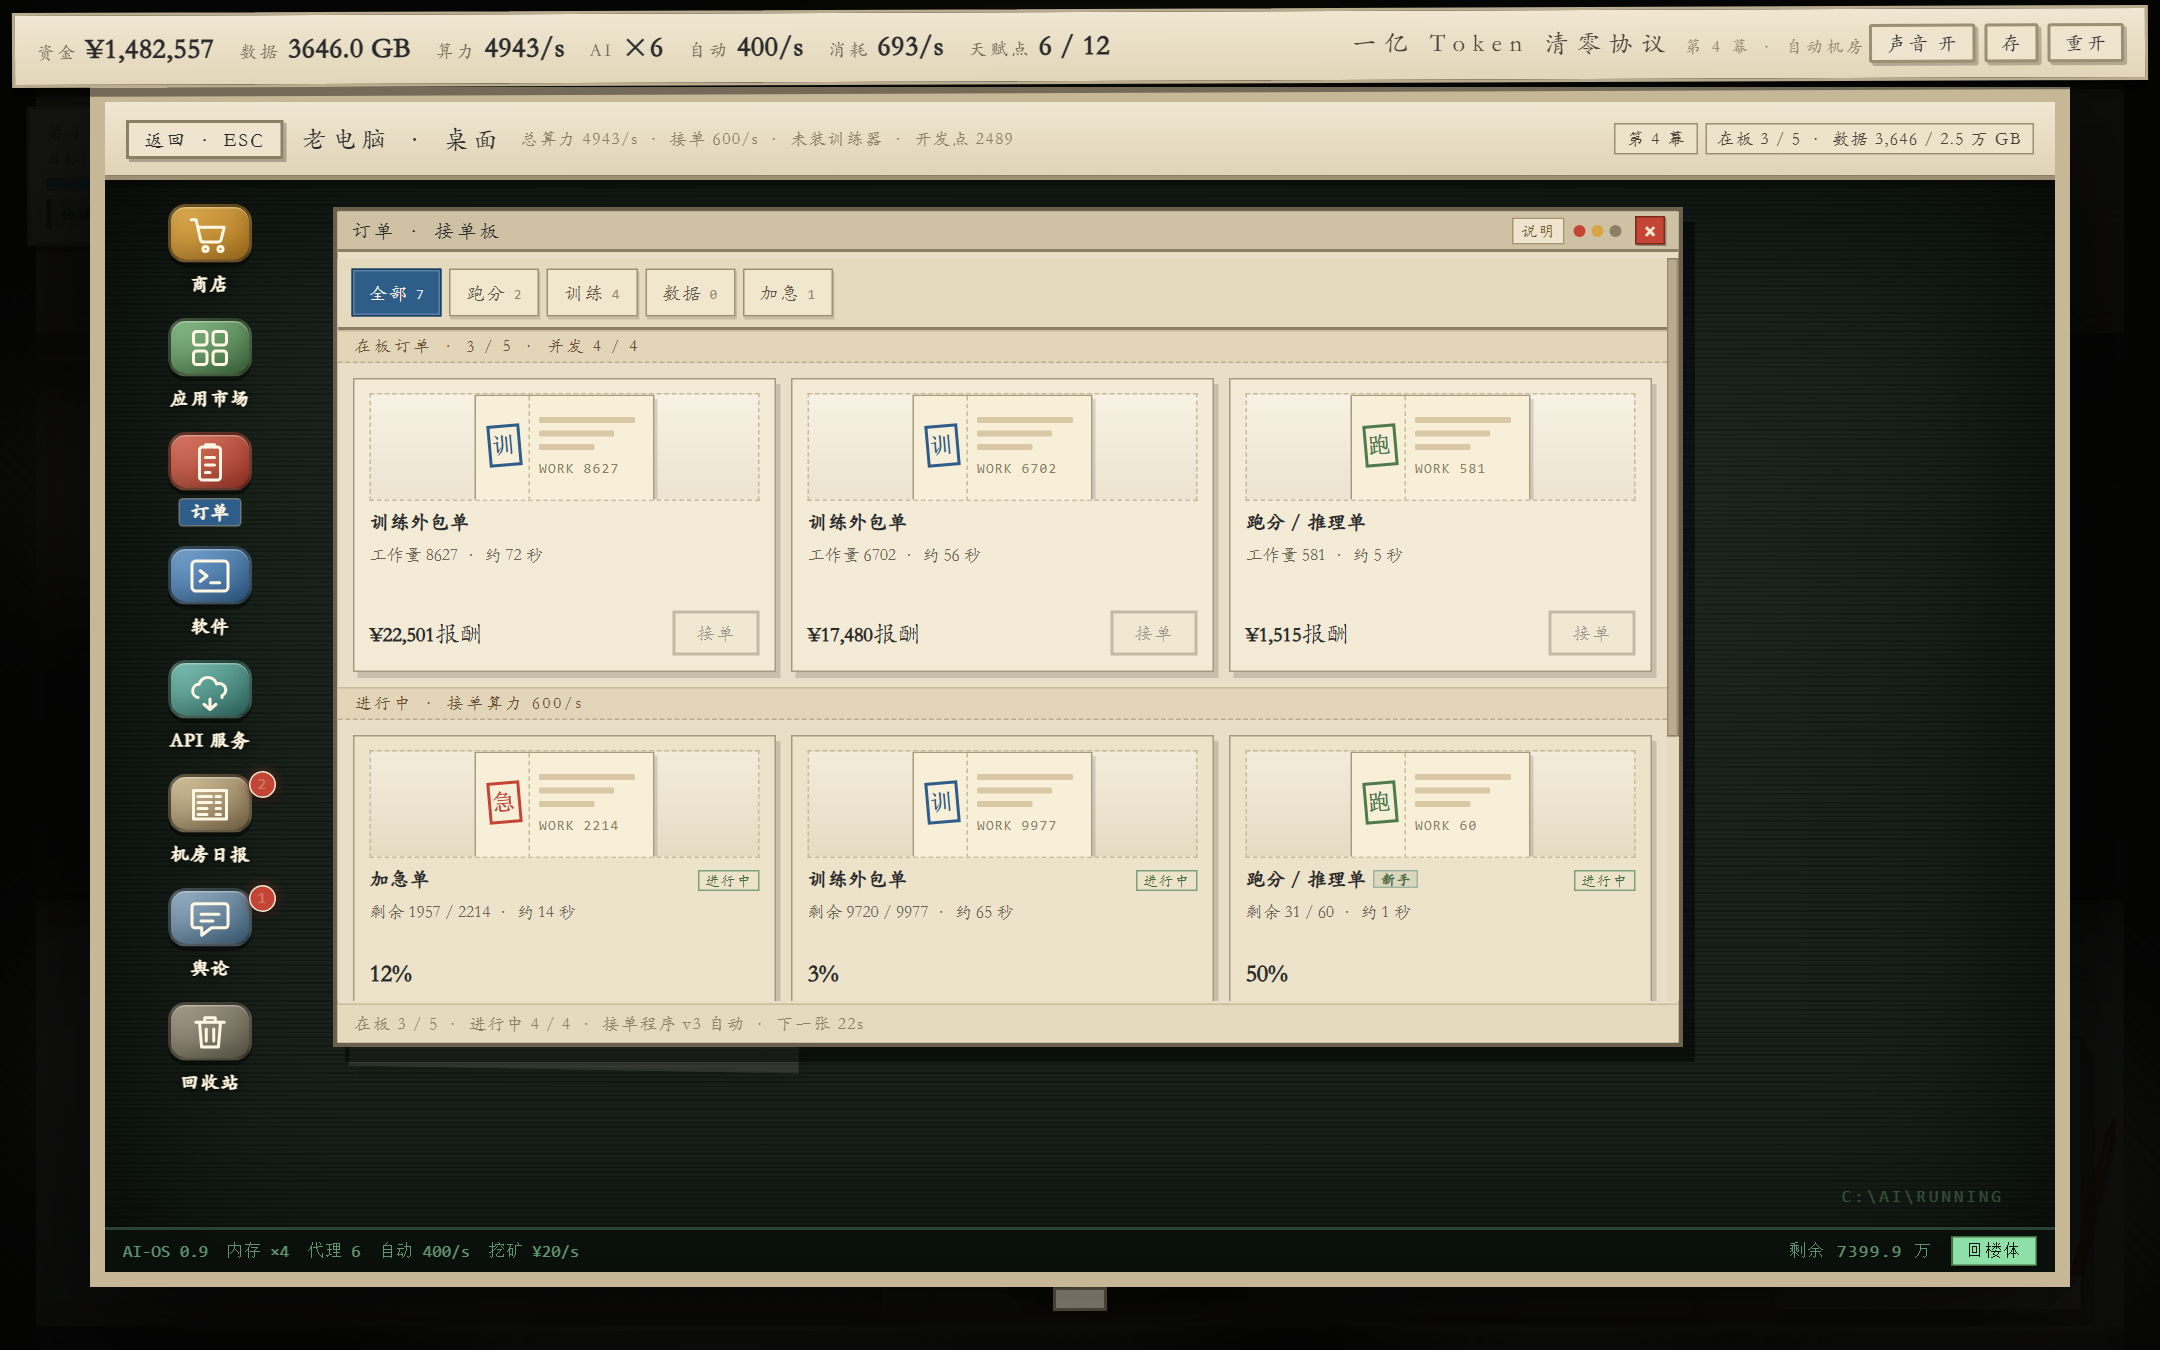 资金 ¥1,482,557 数据 3646.0 GB 算力 4943/s AI ×6 自动 400/s 消耗 693/s 天赋点 6 / 12 一亿 Token 清零协议 第 4 幕 · 自动机房 声音 开 存 重开
返回 · ESC 老电脑 · 桌面 总算力 4943/s · 接单 600/s · 未装训练器 · 开发点 2489 第 4 幕 在板 3 / 5 · 数据 3,646 / 2.5 万 GB
商店
应用市场
订单
软件
API 服务
2
机房日报
1
舆论
回收站
订单 · 接单板 说明 ×
全部 7 跑分 2 训练 4 数据 0 加急 1
在板订单 · 3 / 5 · 并发 4 / 4
训 WORK 8627
训练外包单
工作量 8627 · 约 72 秒
¥22,501报酬 接单
训 WORK 6702
训练外包单
工作量 6702 · 约 56 秒
¥17,480报酬 接单
跑 WORK 581
跑分 / 推理单
工作量 581 · 约 5 秒
¥1,515报酬 接单
进行中 · 接单算力 600/s
急 WORK 2214
加急单 进行中
剩余 1957 / 2214 · 约 14 秒
12%
训 WORK 9977
训练外包单 进行中
剩余 9720 / 9977 · 约 65 秒
3%
跑 WORK 60
跑分 / 推理单 新手 进行中
剩余 31 / 60 · 约 1 秒
50%
在板 3 / 5 · 进行中 4 / 4 · 接单程序 v3 自动 · 下一张 22s
C:\AI\RUNNING
AI-OS 0.9 内存 ×4 代理 6 自动 400/s 挖矿 ¥20/s 剩余 7399.9 万 回楼体